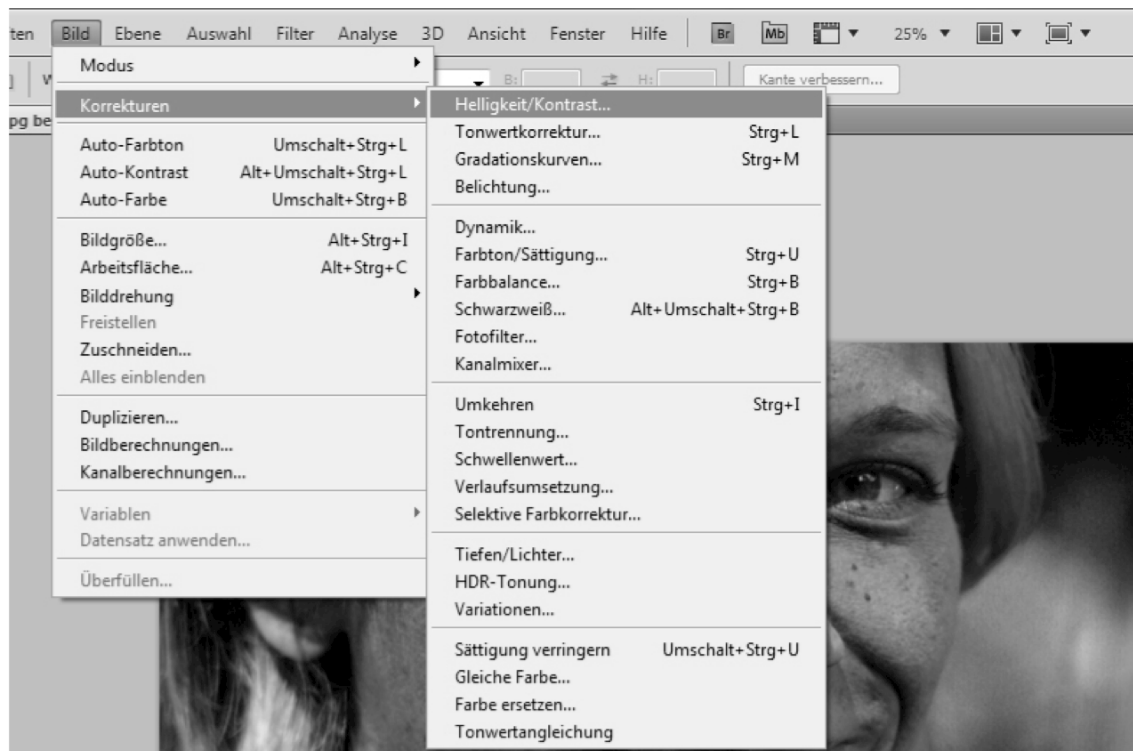 ten Bild Ebene Auswahl Filter Analyse 3D Ansicht Fenster Hilfe Br Mb 25%
B: H: Kante verbessern...
pg be
Modus
Korrekturen
Auto-Farbton Umschalt+Strg+L
Auto-Kontrast Alt+Umschalt+Strg+L
Auto-Farbe Umschalt+Strg+B
Bildgröße... Alt+Strg+I
Arbeitsfläche... Alt+Strg+C
Bilddrehung
Freistellen
Zuschneiden...
Alles einblenden
Duplizieren...
Bildberechnungen...
Kanalberechnungen...
Variablen
Datensatz anwenden...
Überfüllen...
Helligkeit/Kontrast...
Tonwertkorrektur... Strg+L
Gradationskurven... Strg+M
Belichtung...
Dynamik...
Farbton/Sättigung... Strg+U
Farbbalance... Strg+B
Schwarzweiß... Alt+Umschalt+Strg+B
Fotofilter...
Kanalmixer...
Umkehren Strg+I
Tontrennung...
Schwellenwert...
Verlaufsumsetzung...
Selektive Farbkorrektur...
Tiefen/Lichter...
HDR-Tonung...
Variationen...
Sättigung verringern Umschalt+Strg+U
Gleiche Farbe...
Farbe ersetzen...
Tonwertangleichung